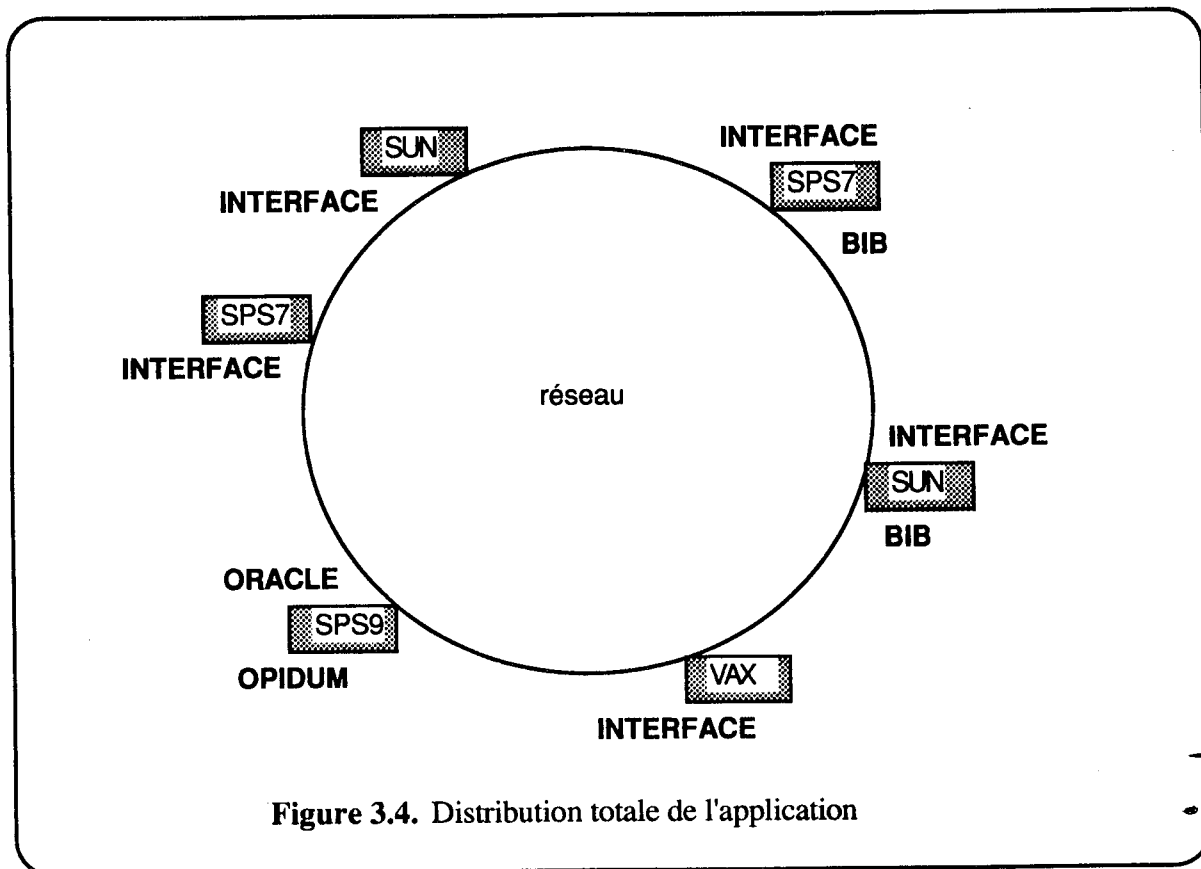 SUN
INTERFACE
INTERFACE
SPS7
BIB
SPS7
INTERFACE
réseau
INTERFACE
SUN
BIB
ORACLE
SPS9
OPIDUM
VAX
INTERFACE
Figure 3.4. Distribution totale de l'application